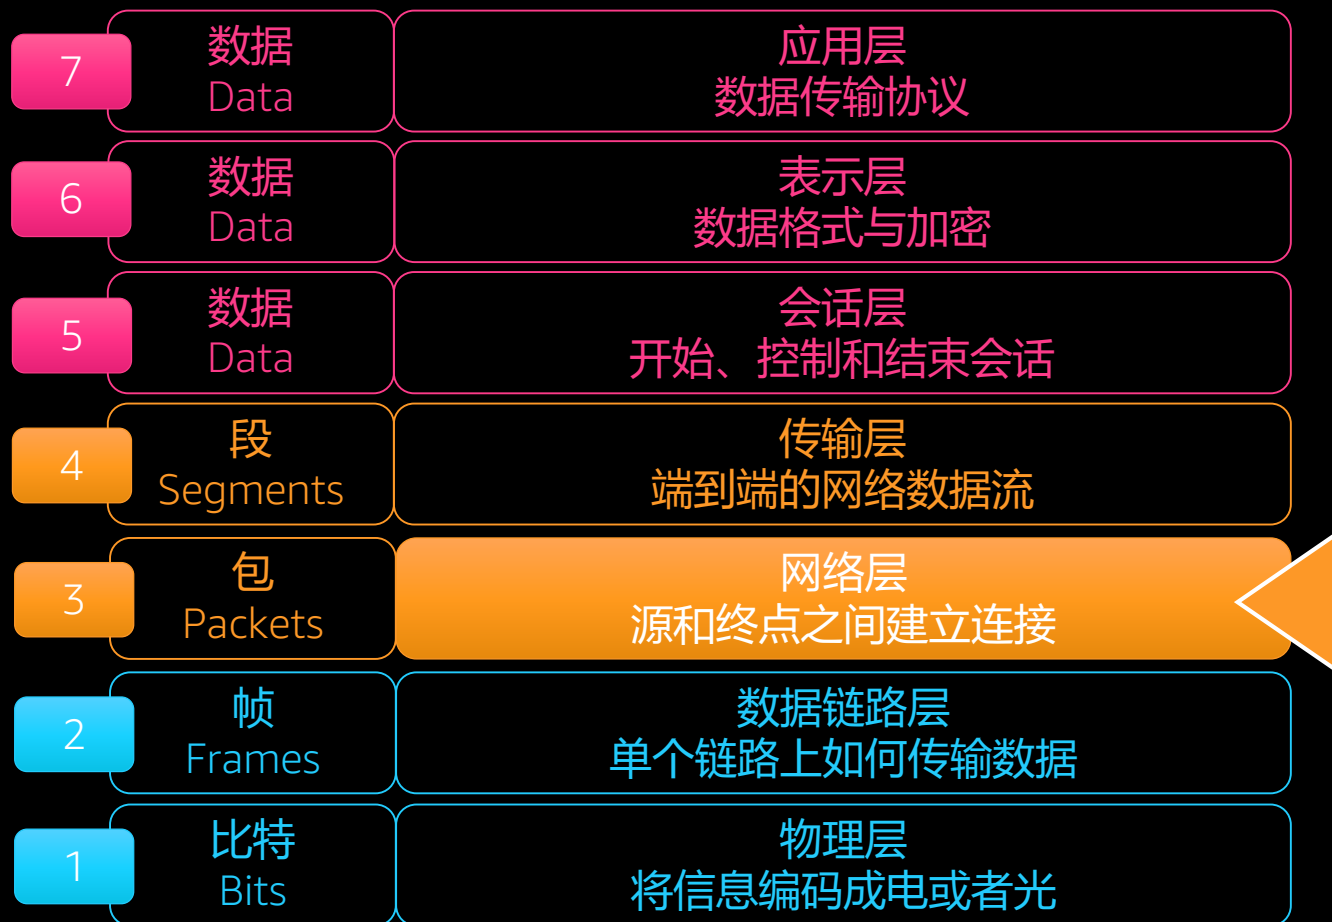 7
数据
Data
应用层
数据传输协议
6
数据
Data
表示层
数据格式与加密
5
数据
Data
会话层
开始、控制和结束会话
4
段
Segments
传输层
端到端的网络数据流
3
包
Packets
网络层
源和终点之间建立连接
2
帧
Frames
数据链路层
单个链路上如何传输数据
1
比特
Bits
物理层
将信息编码成电或者光